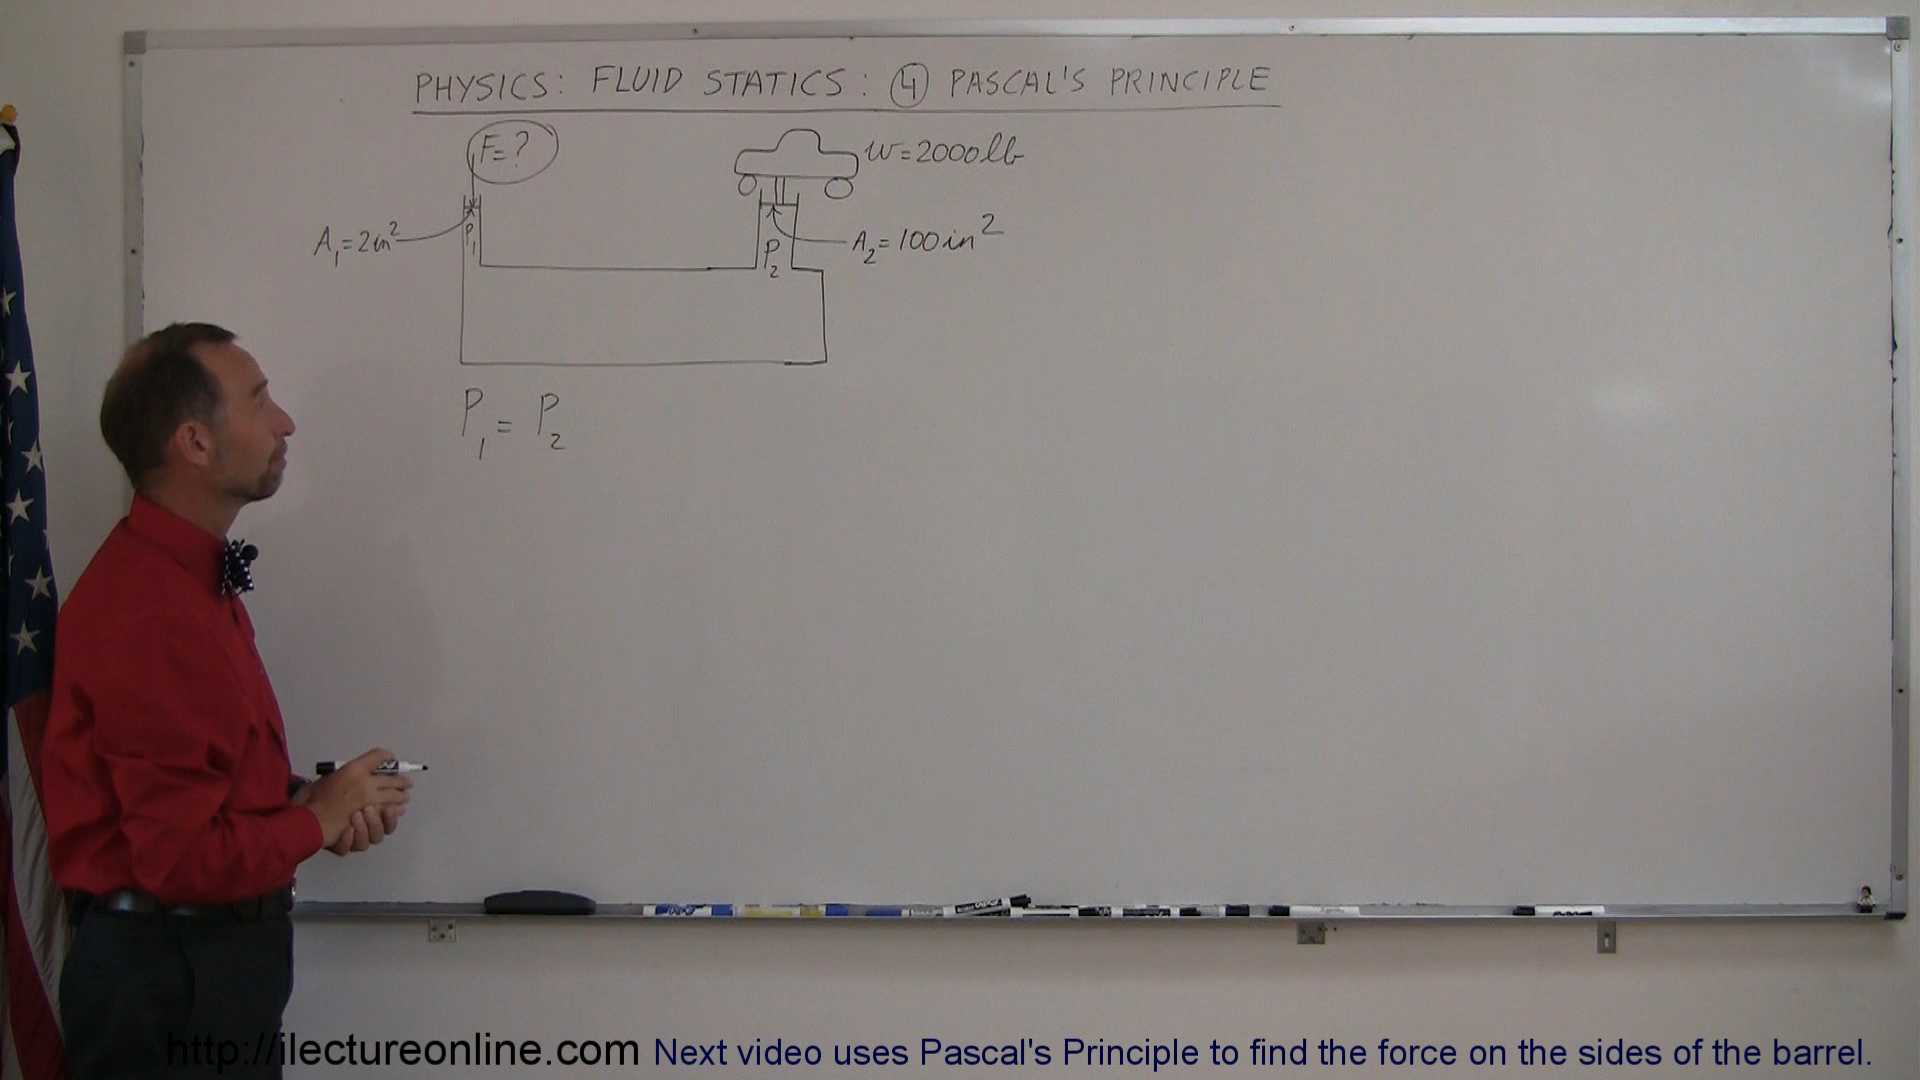 PHYSICS: FLUID STATICS: ④ PASCAL'S PRINCIPLE
F=?
W=2000lb
A₁=2in²
P₁
P₂
A₂=100in²
P₁ = P₂
http://ilectureonline.com Next video uses Pascal's Principle to find the force on the sides of the barrel.